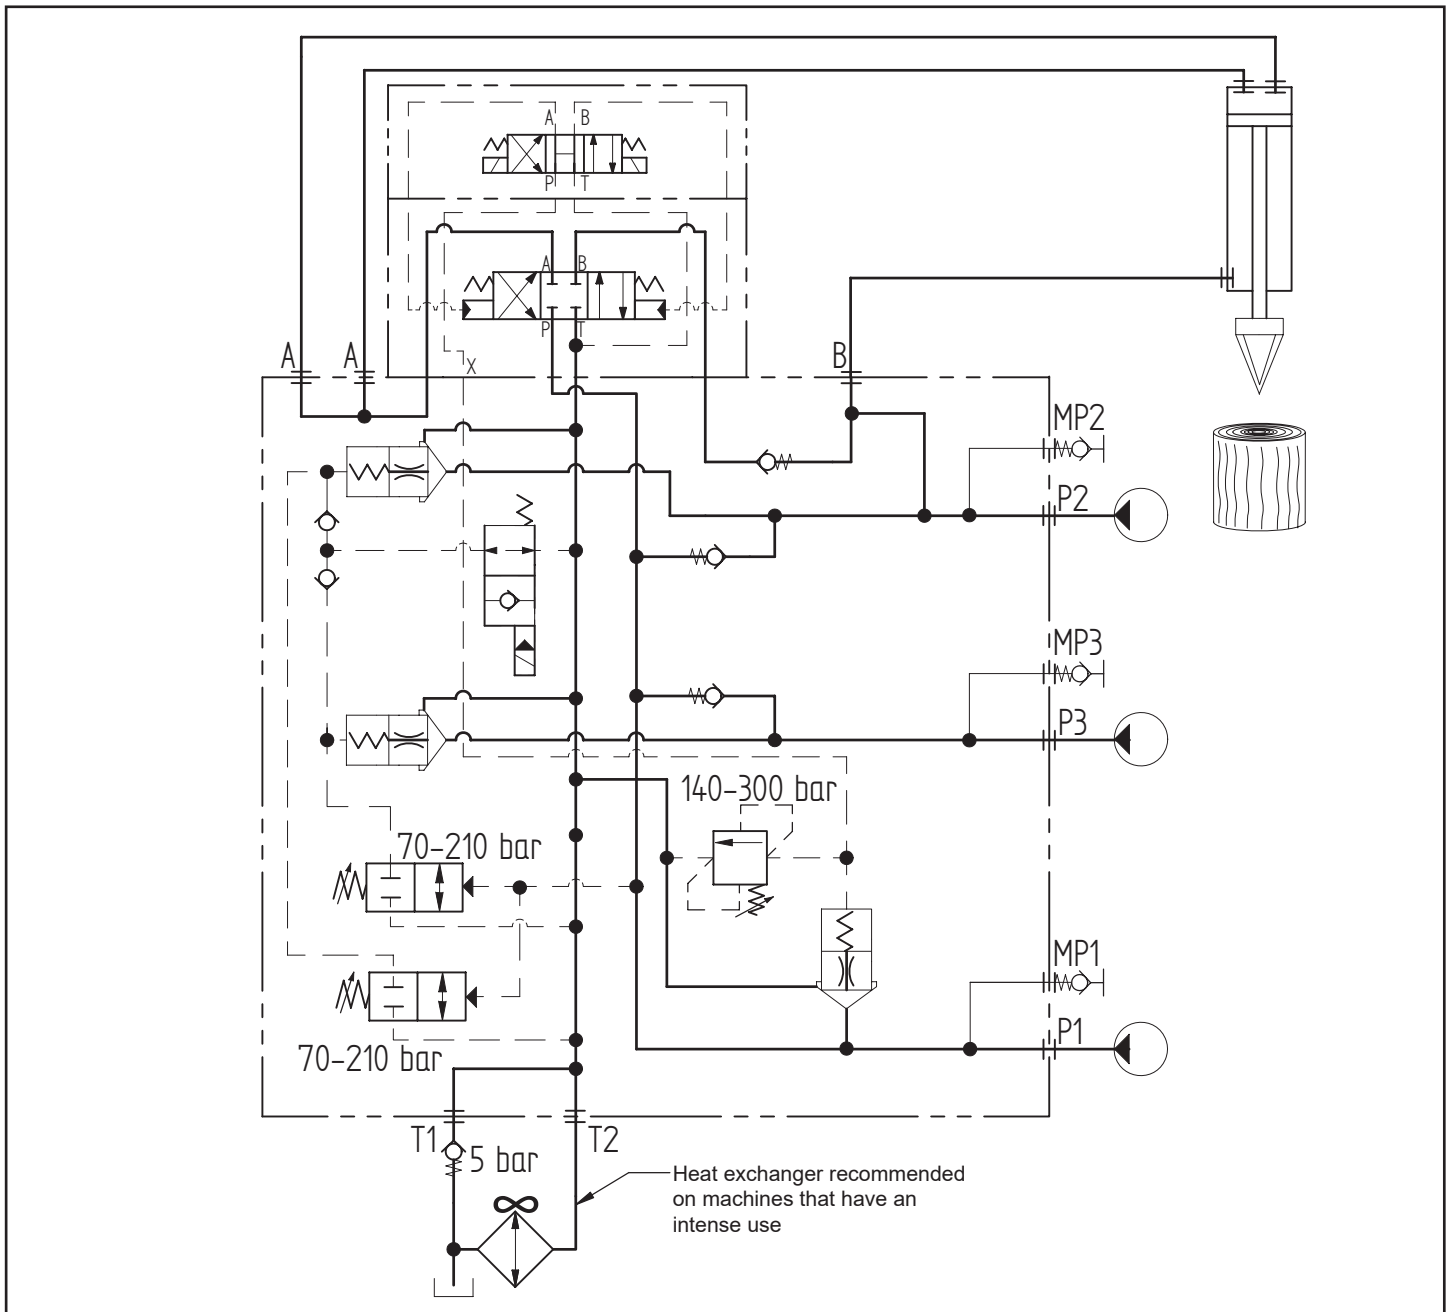 A B
P T
A B
P T
X
A A B
MP2
P2
MP3
P3
140-300 bar
70-210 bar
MP1
P1
70-210 bar
T1 T2
5 bar
Heat exchanger recommended
on machines that have an
intense use